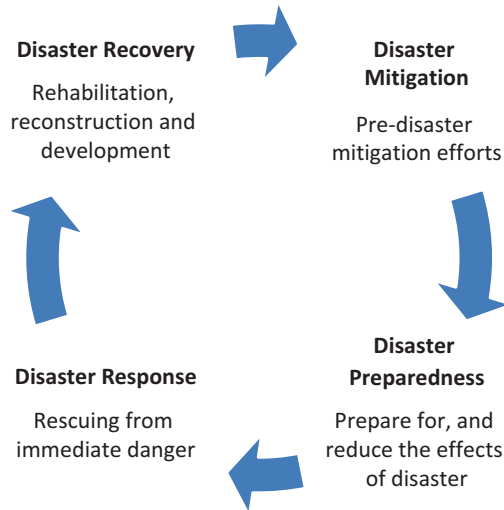 Disaster Recovery
Rehabilitation,
reconstruction and
development
Disaster
Mitigation
Pre-disaster
mitigation efforts
Disaster
Preparedness
Prepare for, and
reduce the effects
of disaster
Disaster Response
Rescuing from
immediate danger